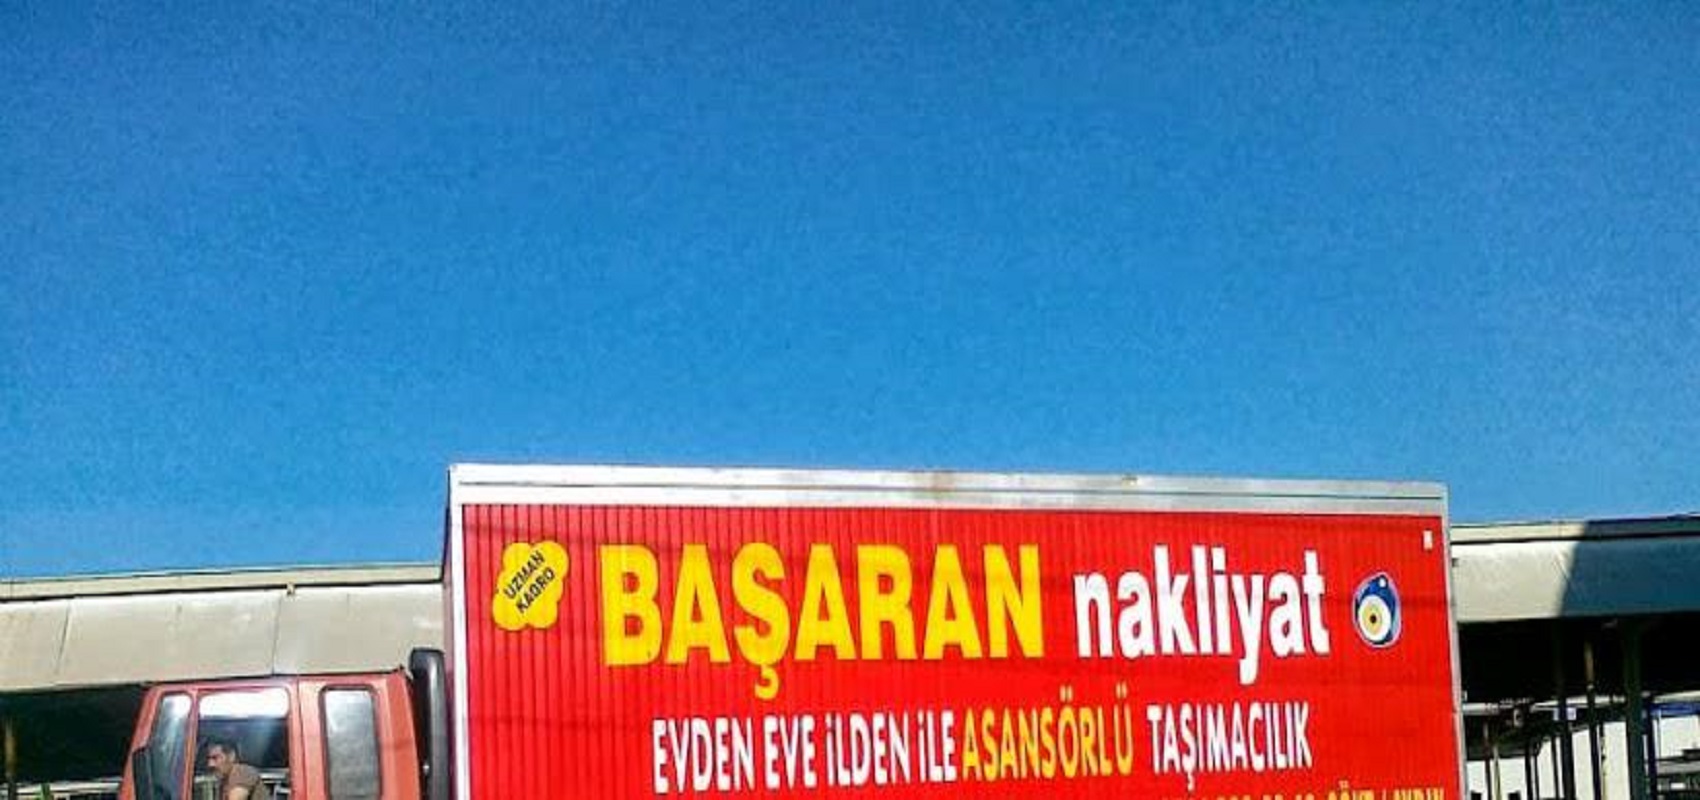 UZMAN
KADRO
BAŞARAN nakliyat
EVDEN EVE İLDEN İLE ASANSÖRLÜ TAŞIMACILIK